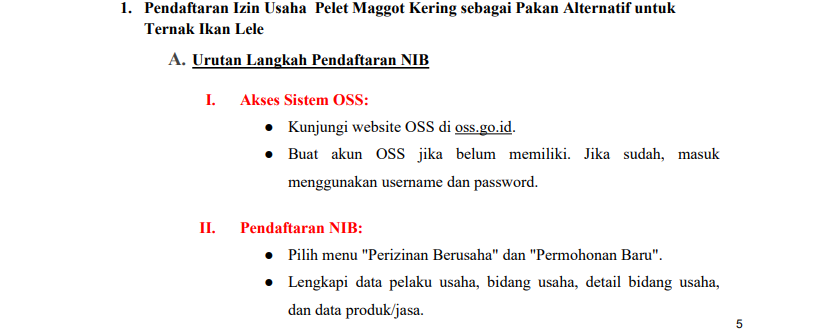 1. Pendaftaran Izin Usaha Pelet Maggot Kering sebagai Pakan Alternatif untuk
Ternak Ikan Lele
A. Urutan Langkah Pendaftaran NIB
I. Akses Sistem OSS:
● Kunjungi website OSS di oss.go.id.
● Buat akun OSS jika belum memiliki. Jika sudah, masuk
menggunakan username dan password.
II. Pendaftaran NIB:
● Pilih menu "Perizinan Berusaha" dan "Permohonan Baru".
● Lengkapi data pelaku usaha, bidang usaha, detail bidang usaha,
dan data produk/jasa.
5